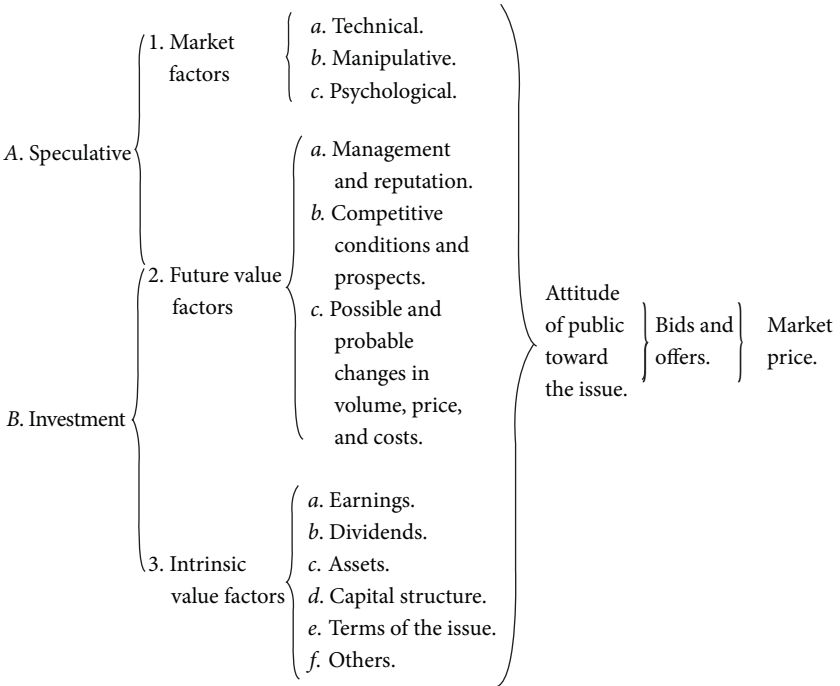 A. Speculative
1. Market
factors
a. Technical.
b. Manipulative.
c. Psychological.
2. Future value
factors
a. Management
and reputation.
b. Competitive
conditions and
prospects.
c. Possible and
probable
changes in
volume, price,
and costs.
B. Investment
3. Intrinsic
value factors
a. Earnings.
b. Dividends.
c. Assets.
d. Capital structure.
e. Terms of the issue.
f. Others.
Attitude
of public
toward
the issue.
Bids and
offers.
Market
price.